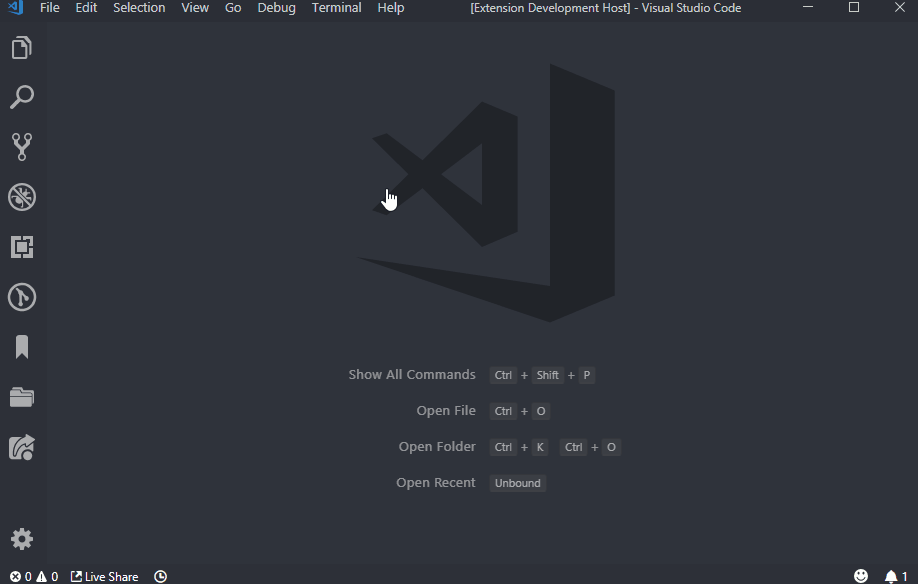 File Edit Selection View Go Debug Terminal Help [Extension Development Host] - Visual Studio Code
Show All Commands Ctrl + Shift + P
Open File Ctrl + O
Open Folder Ctrl + K Ctrl + O
Open Recent Unbound
0 0 Live Share 1